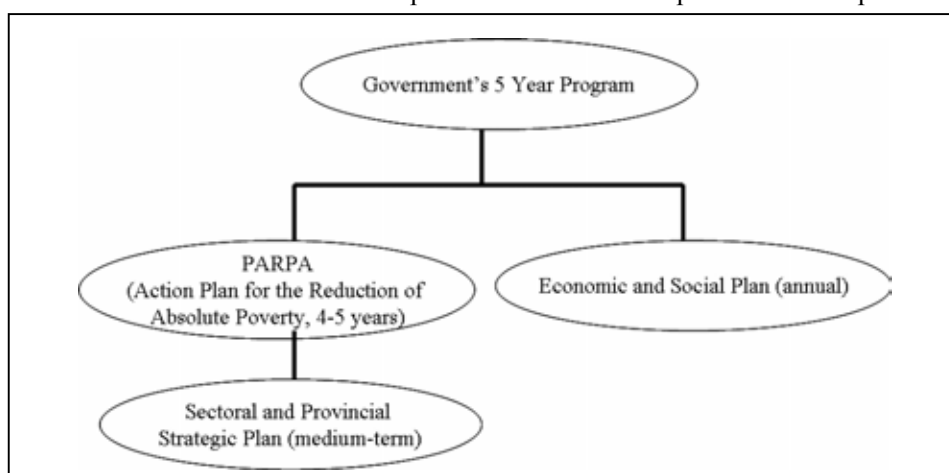 Government's 5 Year Program
PARPA
(Action Plan for the Reduction of
Absolute Poverty, 4-5 years)
Economic and Social Plan (annual)
Sectoral and Provincial
Strategic Plan (medium-term)